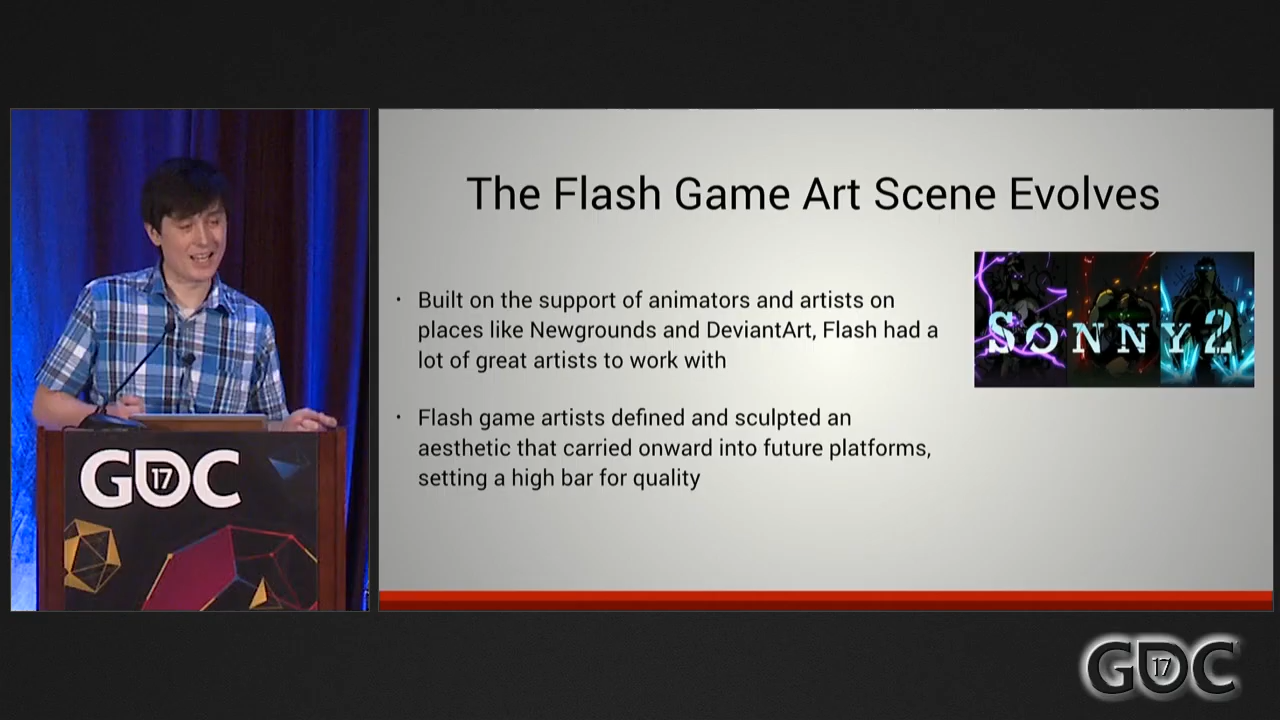 The Flash Game Art Scene Evolves
• Built on the support of animators and artists on
places like Newgrounds and DeviantArt, Flash had a
lot of great artists to work with
• Flash game artists defined and sculpted an
aesthetic that carried onward into future platforms,
setting a high bar for quality
SONNY2
GDC
17
GDC
17